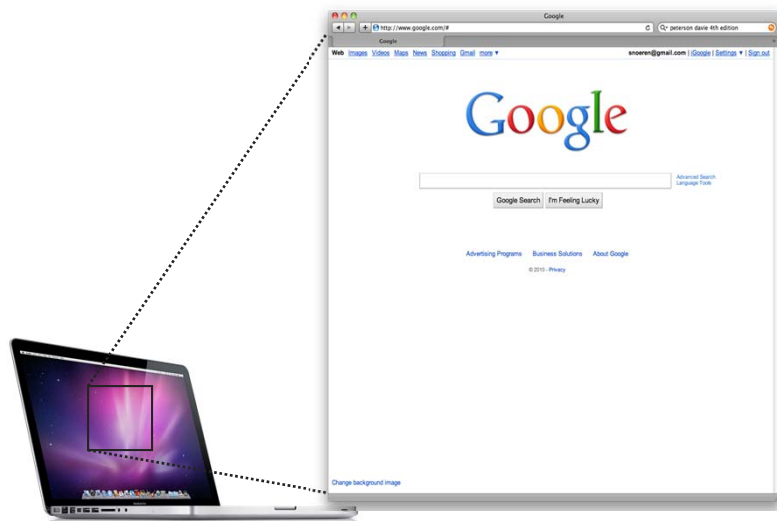 Google
http://www.google.com/#
peterson davie 4th edition
Google
Web Images Videos Maps News Shopping Gmail more ▼ snoeren@gmail.com | iGoogle | Settings ▼ | Sign out
Google
Advanced Search
Language Tools
Google Search I'm Feeling Lucky
Advertising Programs Business Solutions About Google
© 2010 - Privacy
Change background image